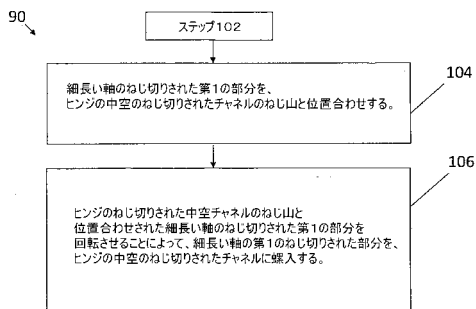 90
ステップ102
細長い軸のねじ切りされた第1の部分を、
ヒンジの中空のねじ切りされたチャネルのねじ山と位置合わせする。
104
106
ヒンジのねじ切りされた中空チャネルのねじ山と
位置合わせされた細長い軸のねじ切りされた第1の部分を
回転させることによって、細長い軸の第1のねじ切りされた部分を、
ヒンジの中空のねじ切りされたチャネルに螺入する。